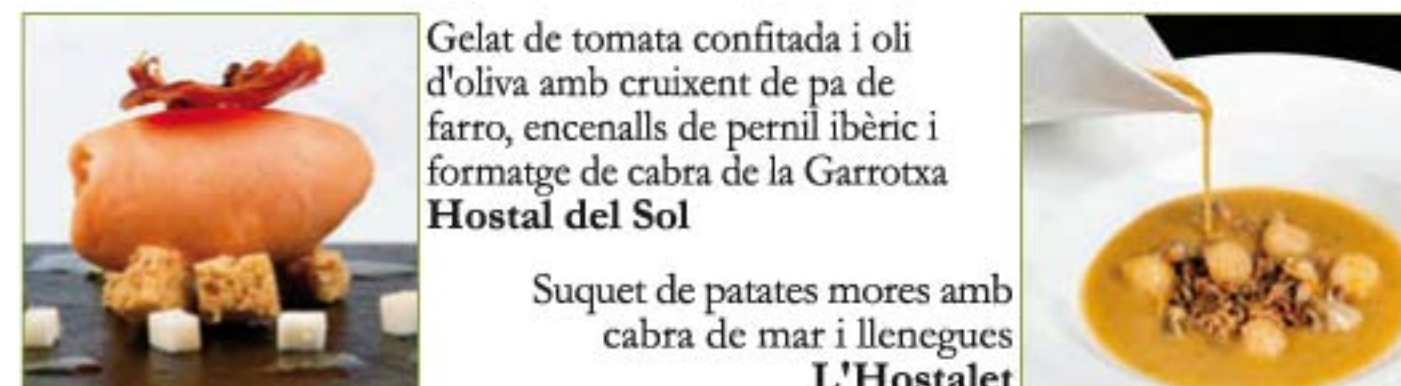 Gelat de tomata confitada i oli
d'oliva amb cruixent de pa de
farro, encenalls de pernil ibèric i
formatge de cabra de la Garrotxa
Hostal del Sol
Suquet de patates mores amb
cabra de mar i llenegues
L'Hostalet